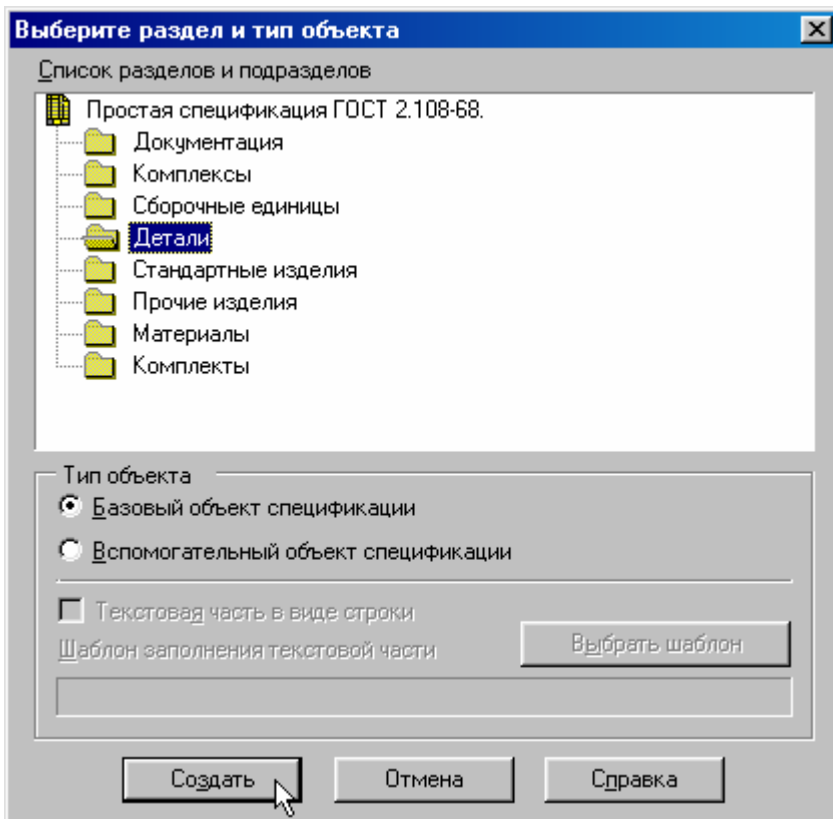 Выберите раздел и тип объекта
Список разделов и подразделов
Простая спецификация ГОСТ 2.108-68.
Документация
Комплексы
Сборочные единицы
Детали
Стандартные изделия
Прочие изделия
Материалы
Комплекты
Тип объекта
Базовый объект спецификации
Вспомогательный объект спецификации
Текстовая часть в виде строки
Шаблон заполнения текстовой части
Выбрать шаблон
Создать
Отмена
Справка